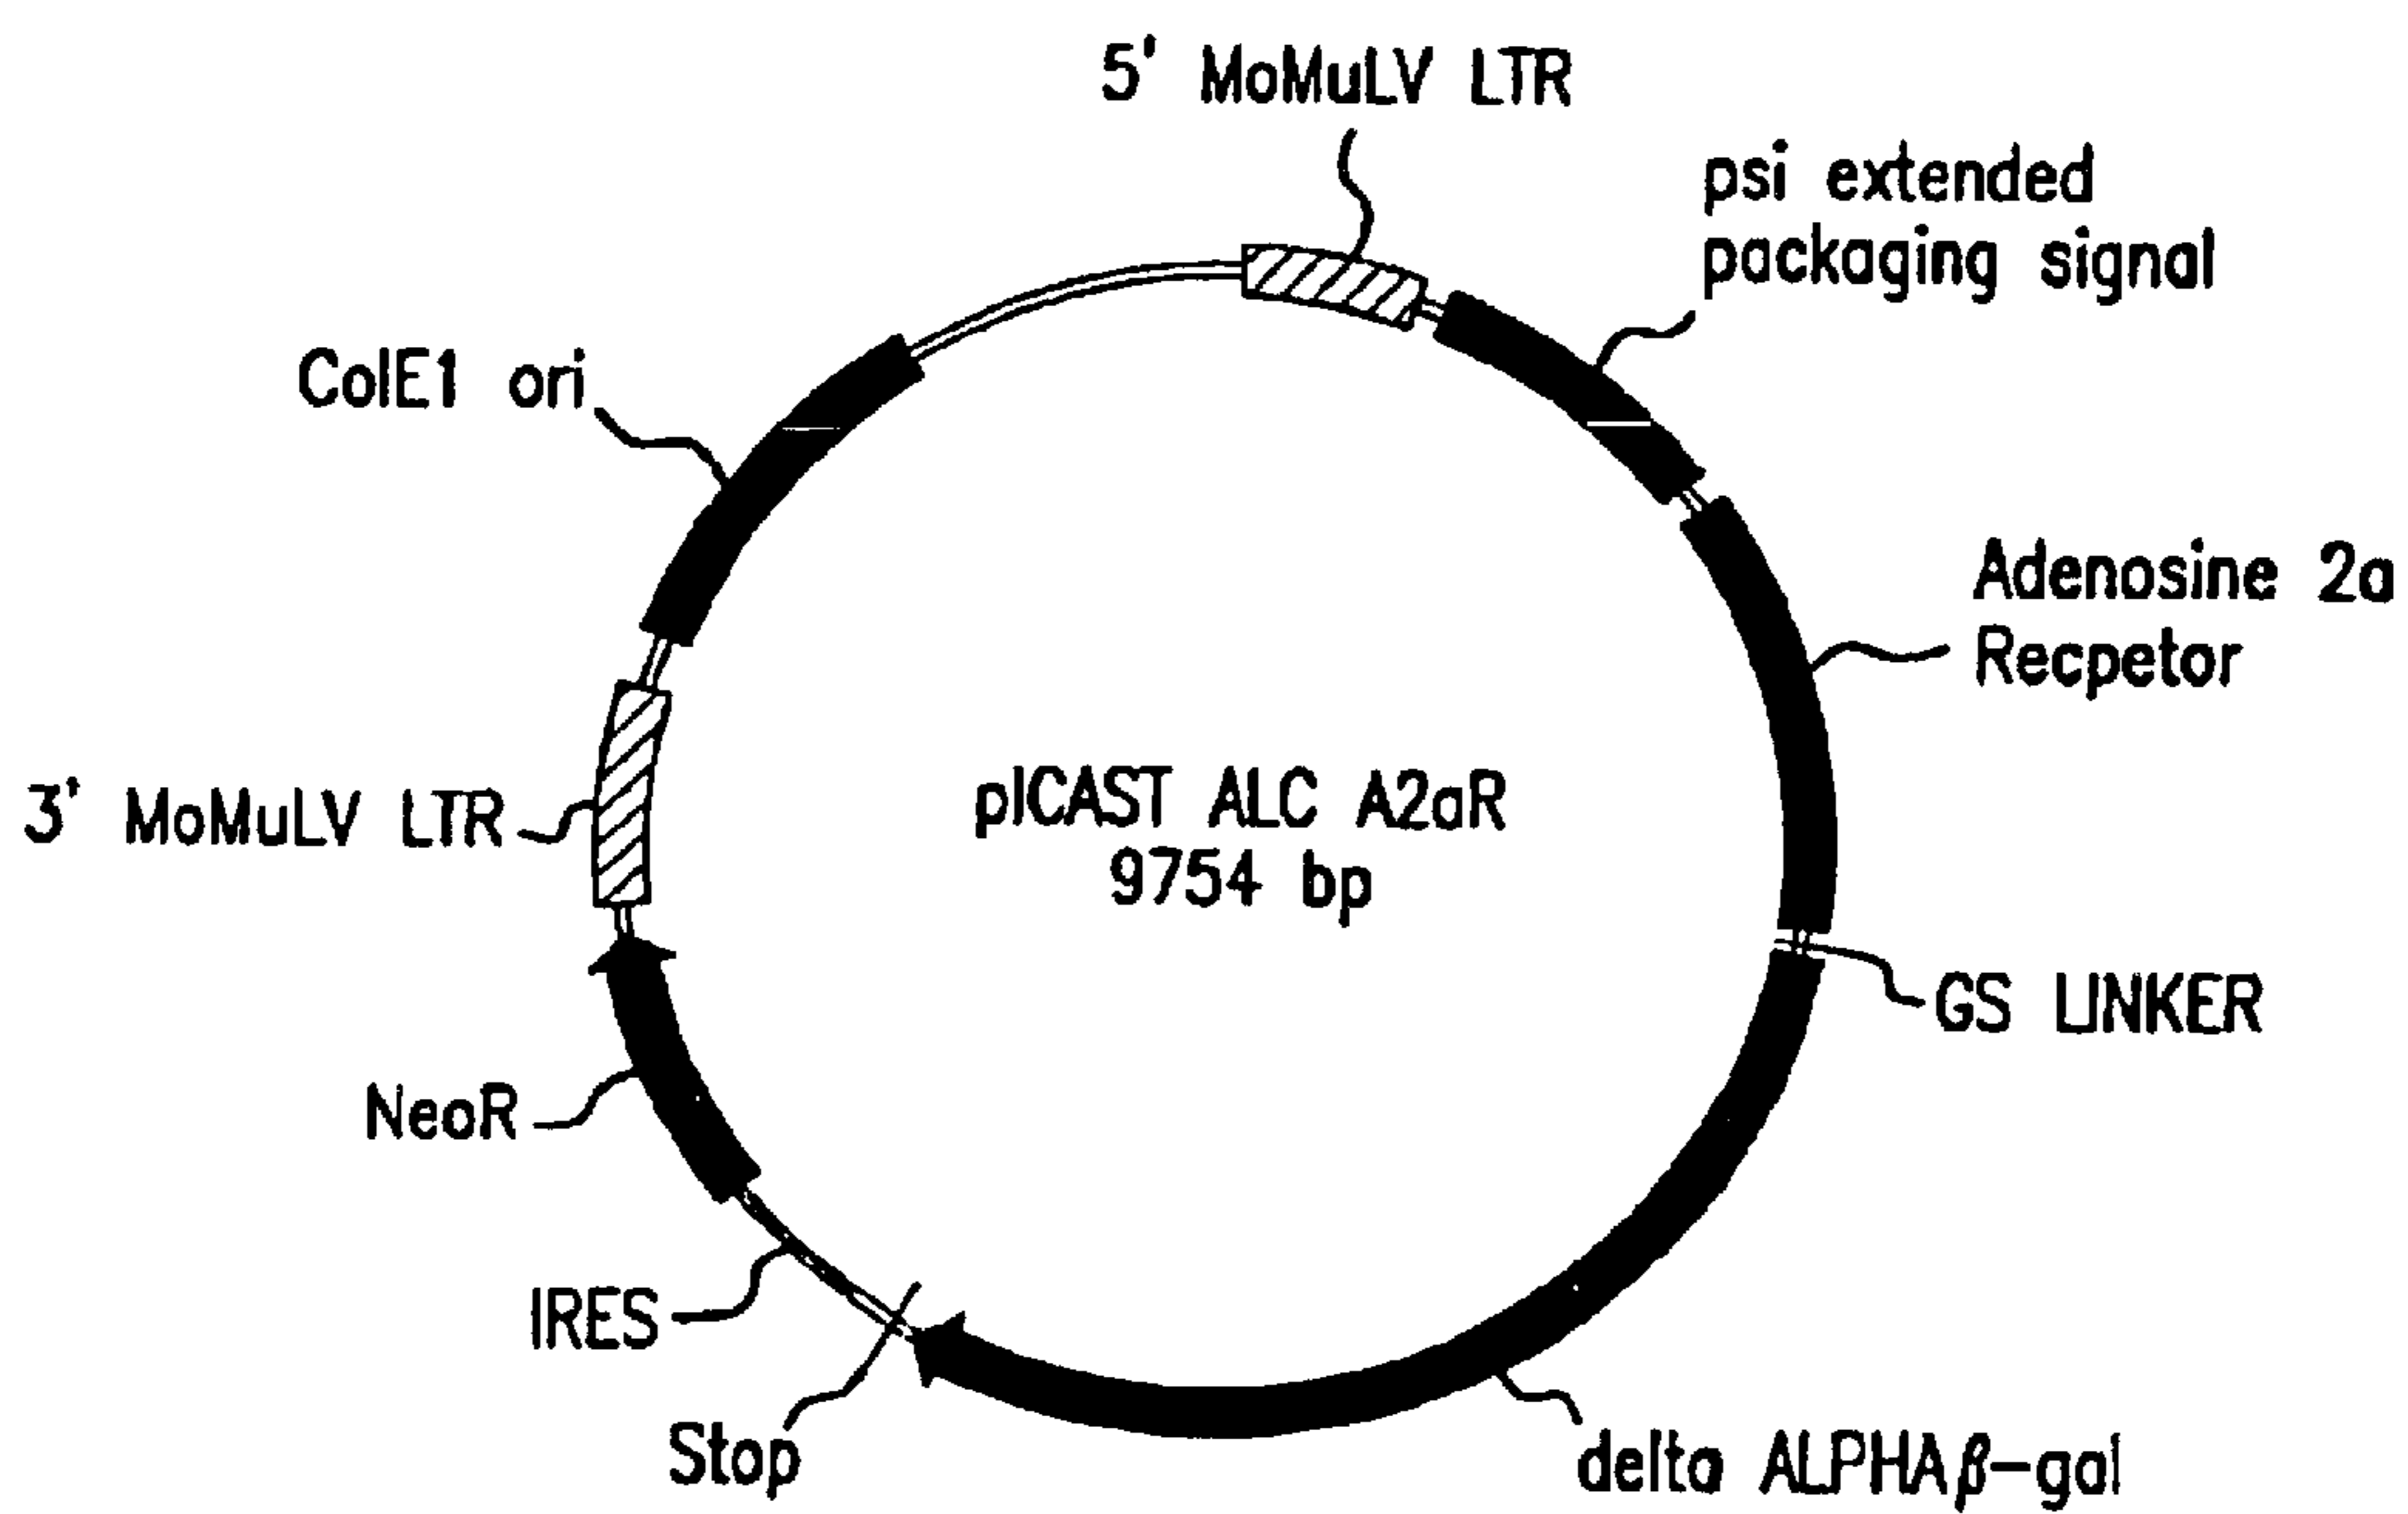 5' MoMuLV LTR
psi extended
packaging signal
ColE1 ori
Adenosine 2a
Recpetor
3' MoMuLV LTR
pICAST ALC A2aR
9754 bp
GS LINKER
NeoR
IRES
Stop
delta ALPHAβ-gal